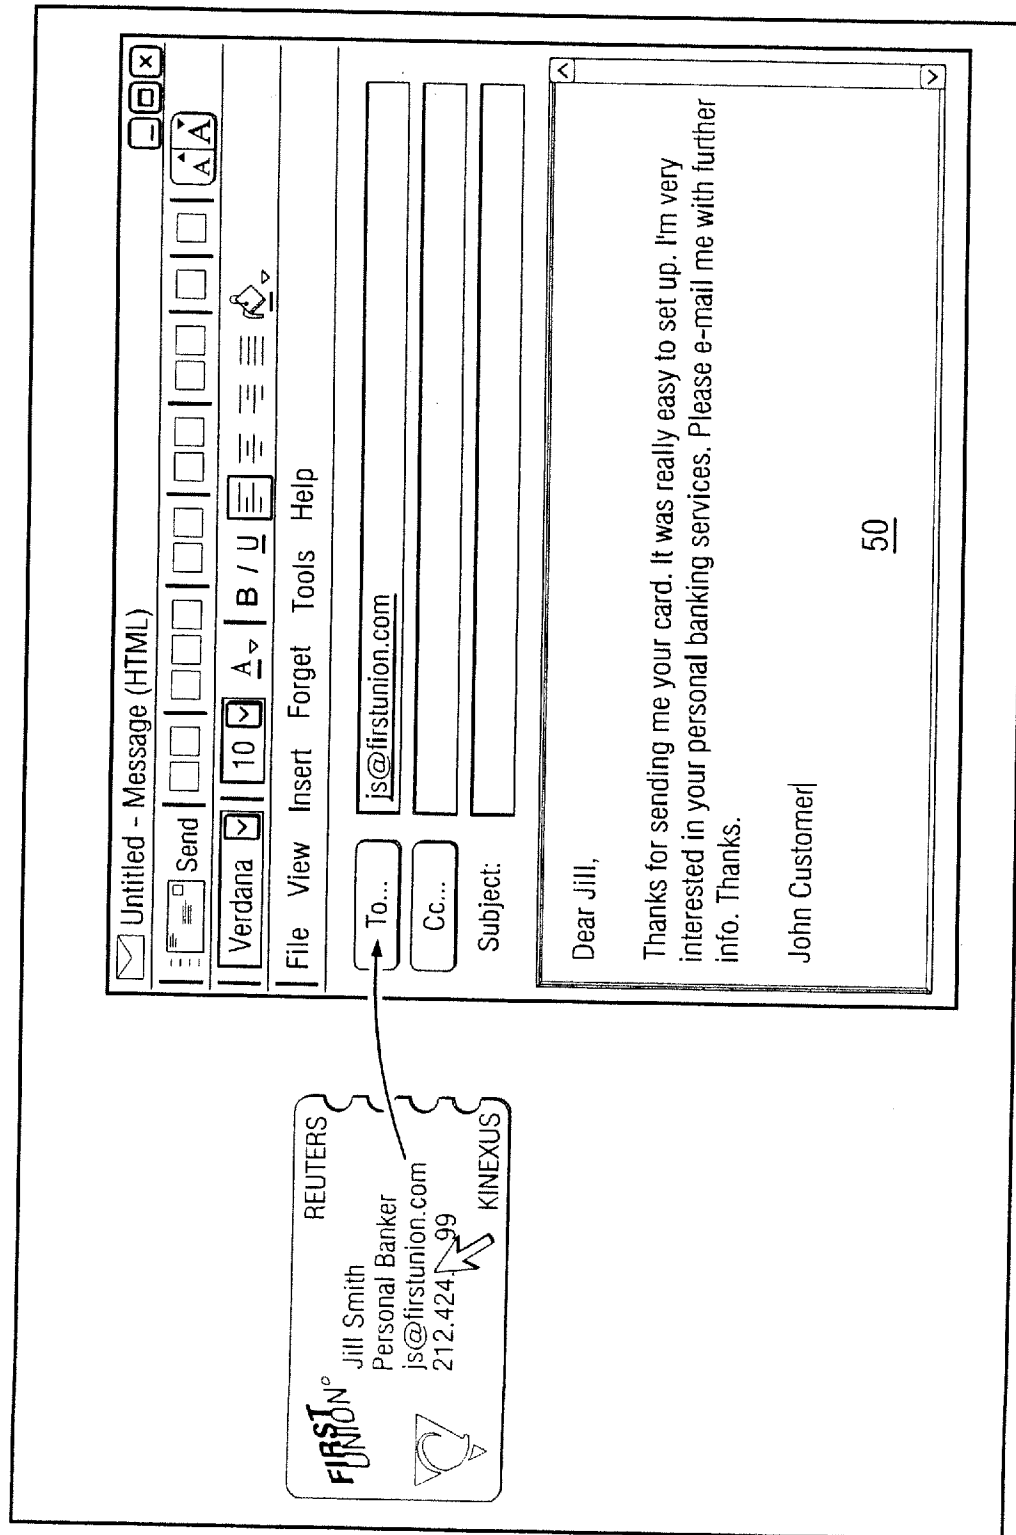 FIRST
UNION°
REUTERS
Jill Smith
Personal Banker
js@firstunion.com
212.424. 99
KINEXUS
Untitled - Message (HTML)
Send
A A
Verdana 10 A B / U
File View Insert Forget Tools Help
To... js@firstunion.com
Cc...
Subject:
Dear Jill,
Thanks for sending me your card. It was really easy to set up. I'm very
interested in your personal banking services. Please e-mail me with further
info. Thanks.
John Customer
50